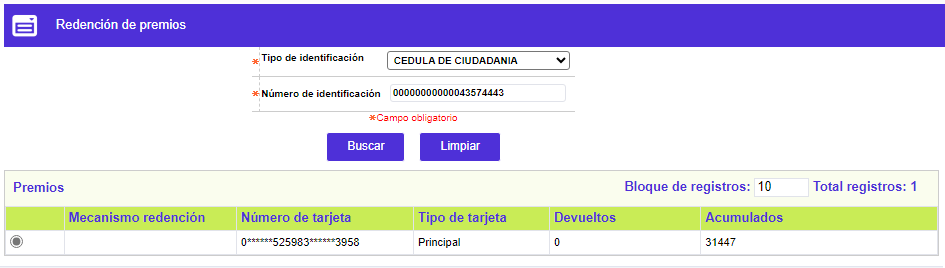 Redención de premios
*Tipo de identificación CEDULA DE CIUDADANIA
*Número de identificación 00000000000043574443
*Campo obligatorio
Buscar Limpiar
Premios Bloque de registros: 10 Total registros: 1
Mecanismo redención Número de tarjeta Tipo de tarjeta Devueltos Acumulados
0******525983******3958 Principal 0 31447